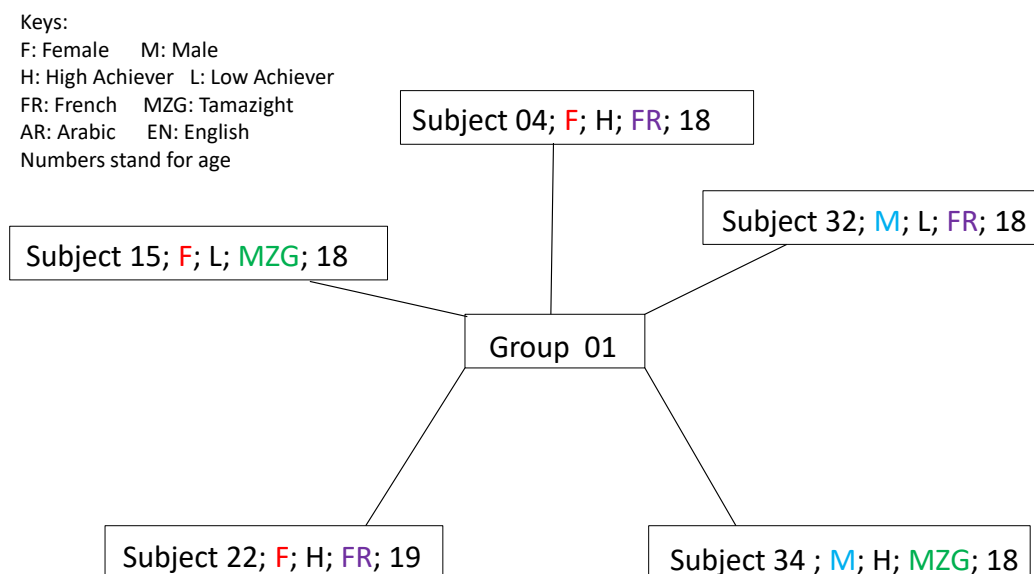 Keys:
F: Female M: Male
H: High Achiever L: Low Achiever
FR: French MZG: Tamazight
AR: Arabic EN: English
Numbers stand for age
Subject 04; F; H; FR; 18
Subject 32; M; L; FR; 18
Subject 15; F; L; MZG; 18
Group 01
Subject 22; F; H; FR; 19
Subject 34 ; M; H; MZG; 18